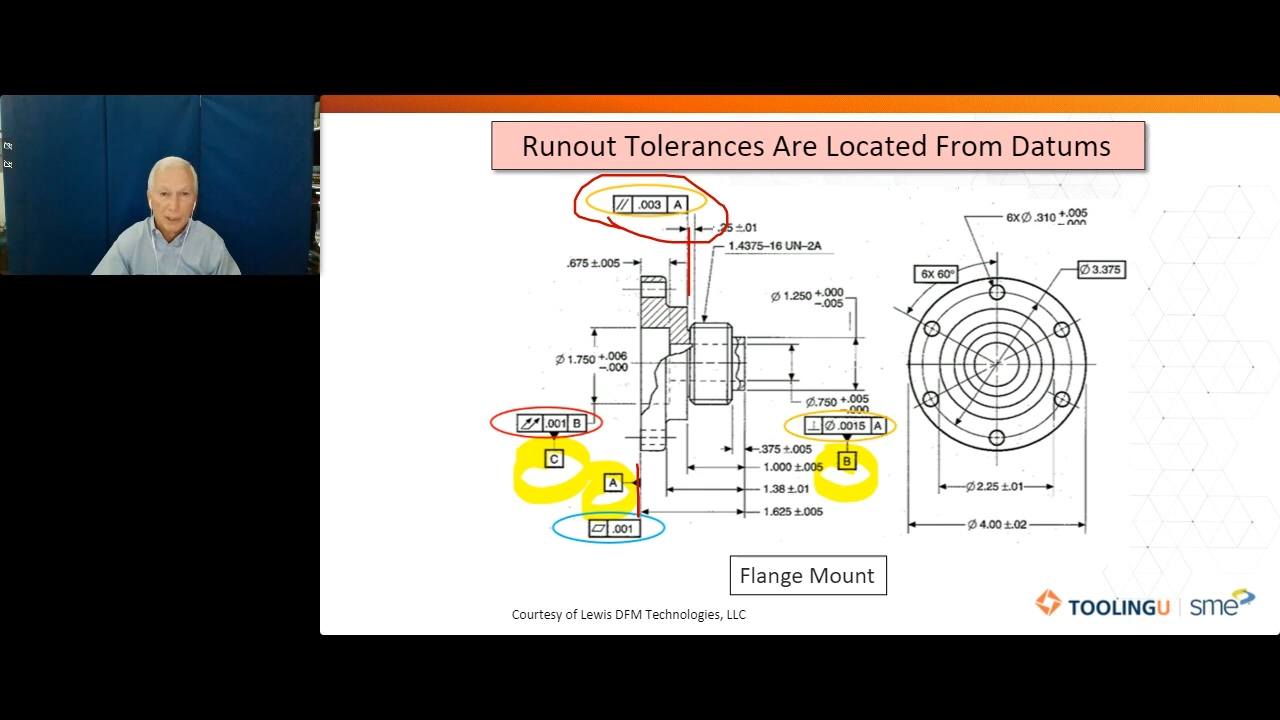 Runout Tolerances Are Located From Datums
// .003 A
.25±.01
1.4375–16 UN–2A
.675 ±.005
Ø 1.250 +.000
–.005
6X Ø .310 +.005
–.000
6X 60°
Ø 3.375
Ø 1.750 +.006
–.000
Ø.750 +.005
–.000
.001 B
C
A
.001
⊥ Ø .0015 A
B
.375 ±.005
1.000 ±.005
1.38 ±.01
1.625 ±.005
Ø2.25 ±.01
Ø 4.00 ±.02
Flange Mount
Courtesy of Lewis DFM Technologies, LLC
TOOLINGU | sme